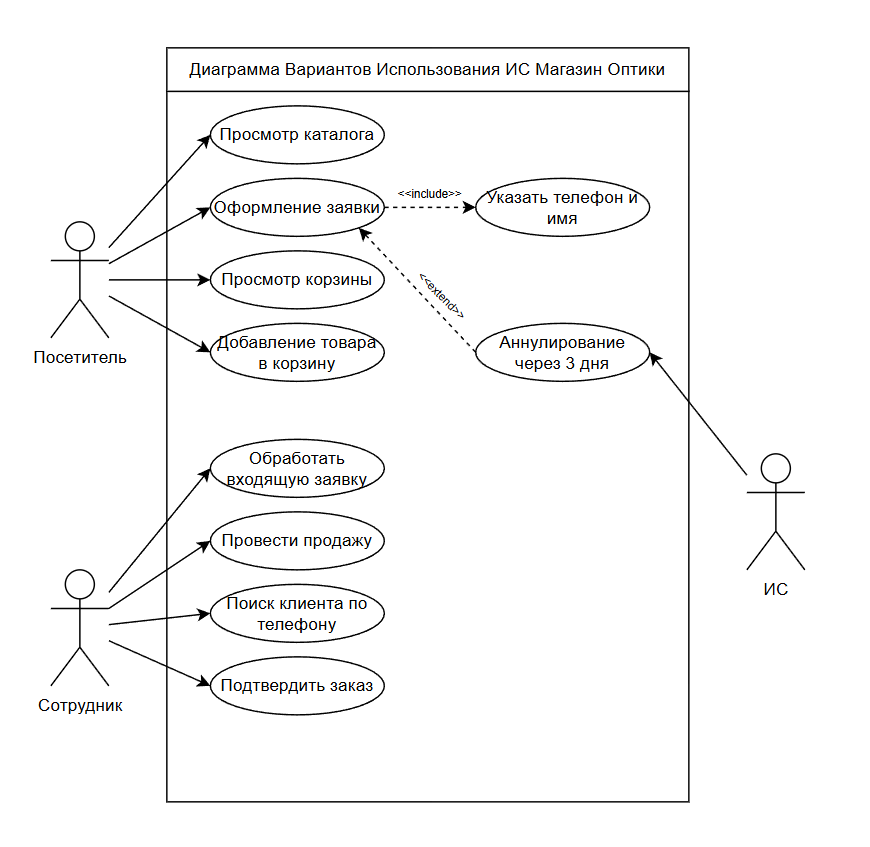 Диаграмма Вариантов Использования ИС Магазин Оптики
Просмотр каталога
Оформление заявки
<<include>>
Указать телефон и
имя
Просмотр корзины
<<extend>>
Добавление товара
в корзину
Аннулирование
через 3 дня
Посетитель
Обработать
входящую заявку
Провести продажу
Поиск клиента по
телефону
Подтвердить заказ
Сотрудник
ИС